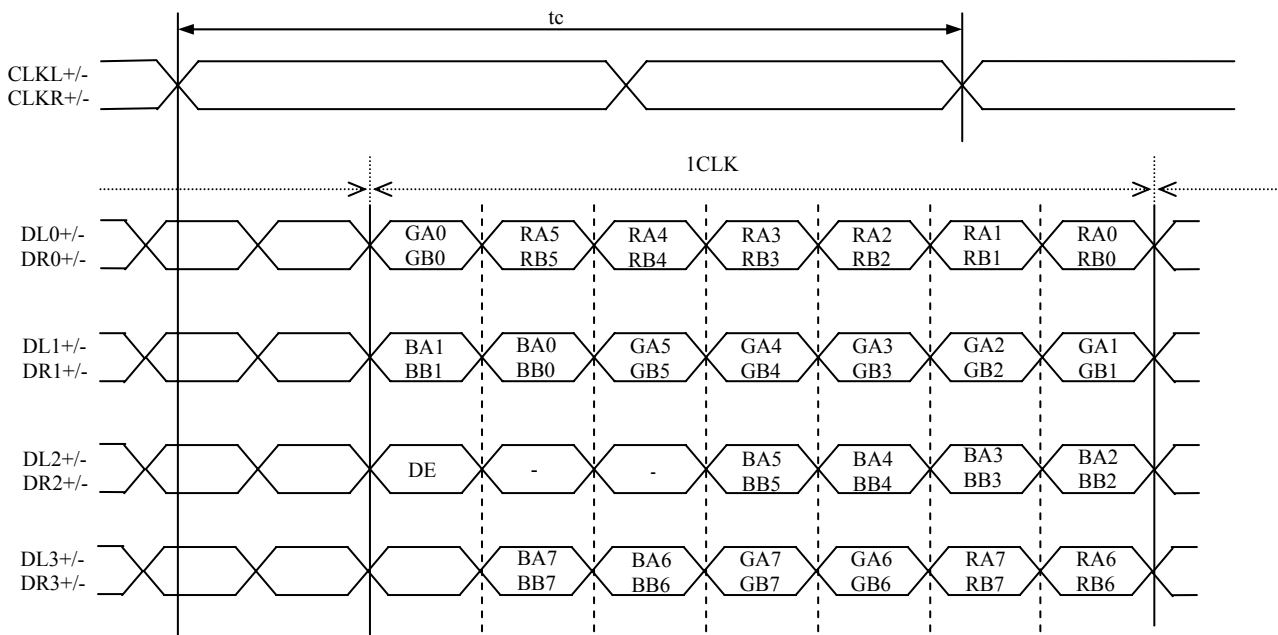 tc
CLKL+/-
CLKR+/-
1CLK
DL0+/-
DR0+/-
GA0 RA5 RA4 RA3 RA2 RA1 RA0
GB0 RB5 RB4 RB3 RB2 RB1 RB0
DL1+/-
DR1+/-
BA1 BA0 GA5 GA4 GA3 GA2 GA1
BB1 BB0 GB5 GB4 GB3 GB2 GB1
DL2+/-
DR2+/-
DE - - BA5 BA4 BA3 BA2
BB5 BB4 BB3 BB2
DL3+/-
DR3+/-
BA7 BA6 GA7 GA6 RA7 RA6
BB7 BB6 GB7 GB6 RB7 RB6